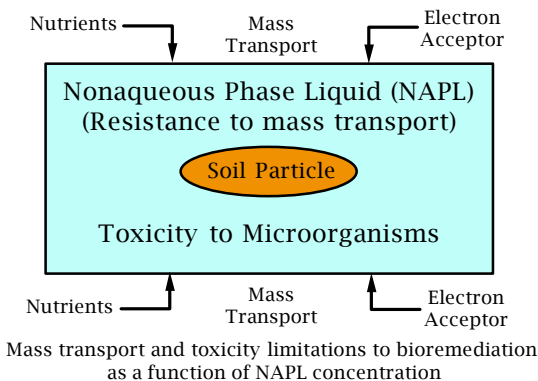 Nutrients
Mass
Transport
Electron
Acceptor
Nonaqueous Phase Liquid (NAPL)
(Resistance to mass transport)
Soil Particle
Toxicity to Microorganisms
Nutrients
Mass
Transport
Electron
Acceptor
Mass transport and toxicity limitations to bioremediation
as a function of NAPL concentration